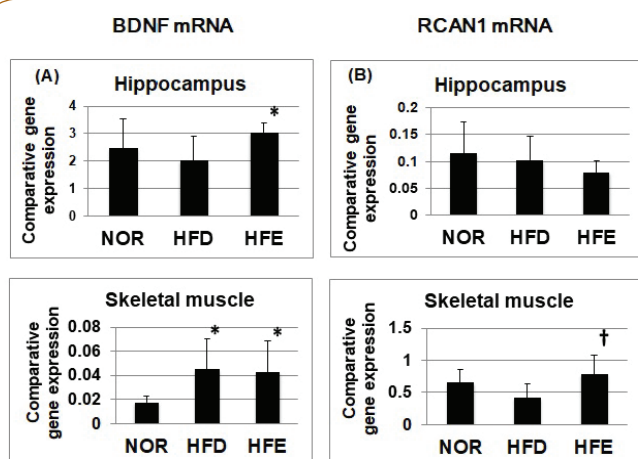 BDNF mRNA
RCAN1 mRNA
(A)
Hippocampus
Comparative gene
expression
4
3
2
1
0
*
NOR HFD HFE
(B)
Hippocampus
Comparative gene
expression
0.2
0.15
0.1
0.05
0
NOR HFD HFE
Skeletal muscle
Comparative
gene expression
0.08
0.06
0.04
0.02
0
* *
NOR HFD HFE
Skeletal muscle
Comparative
gene expression
1.5
1
0.5
0
†
NOR HFD HFE